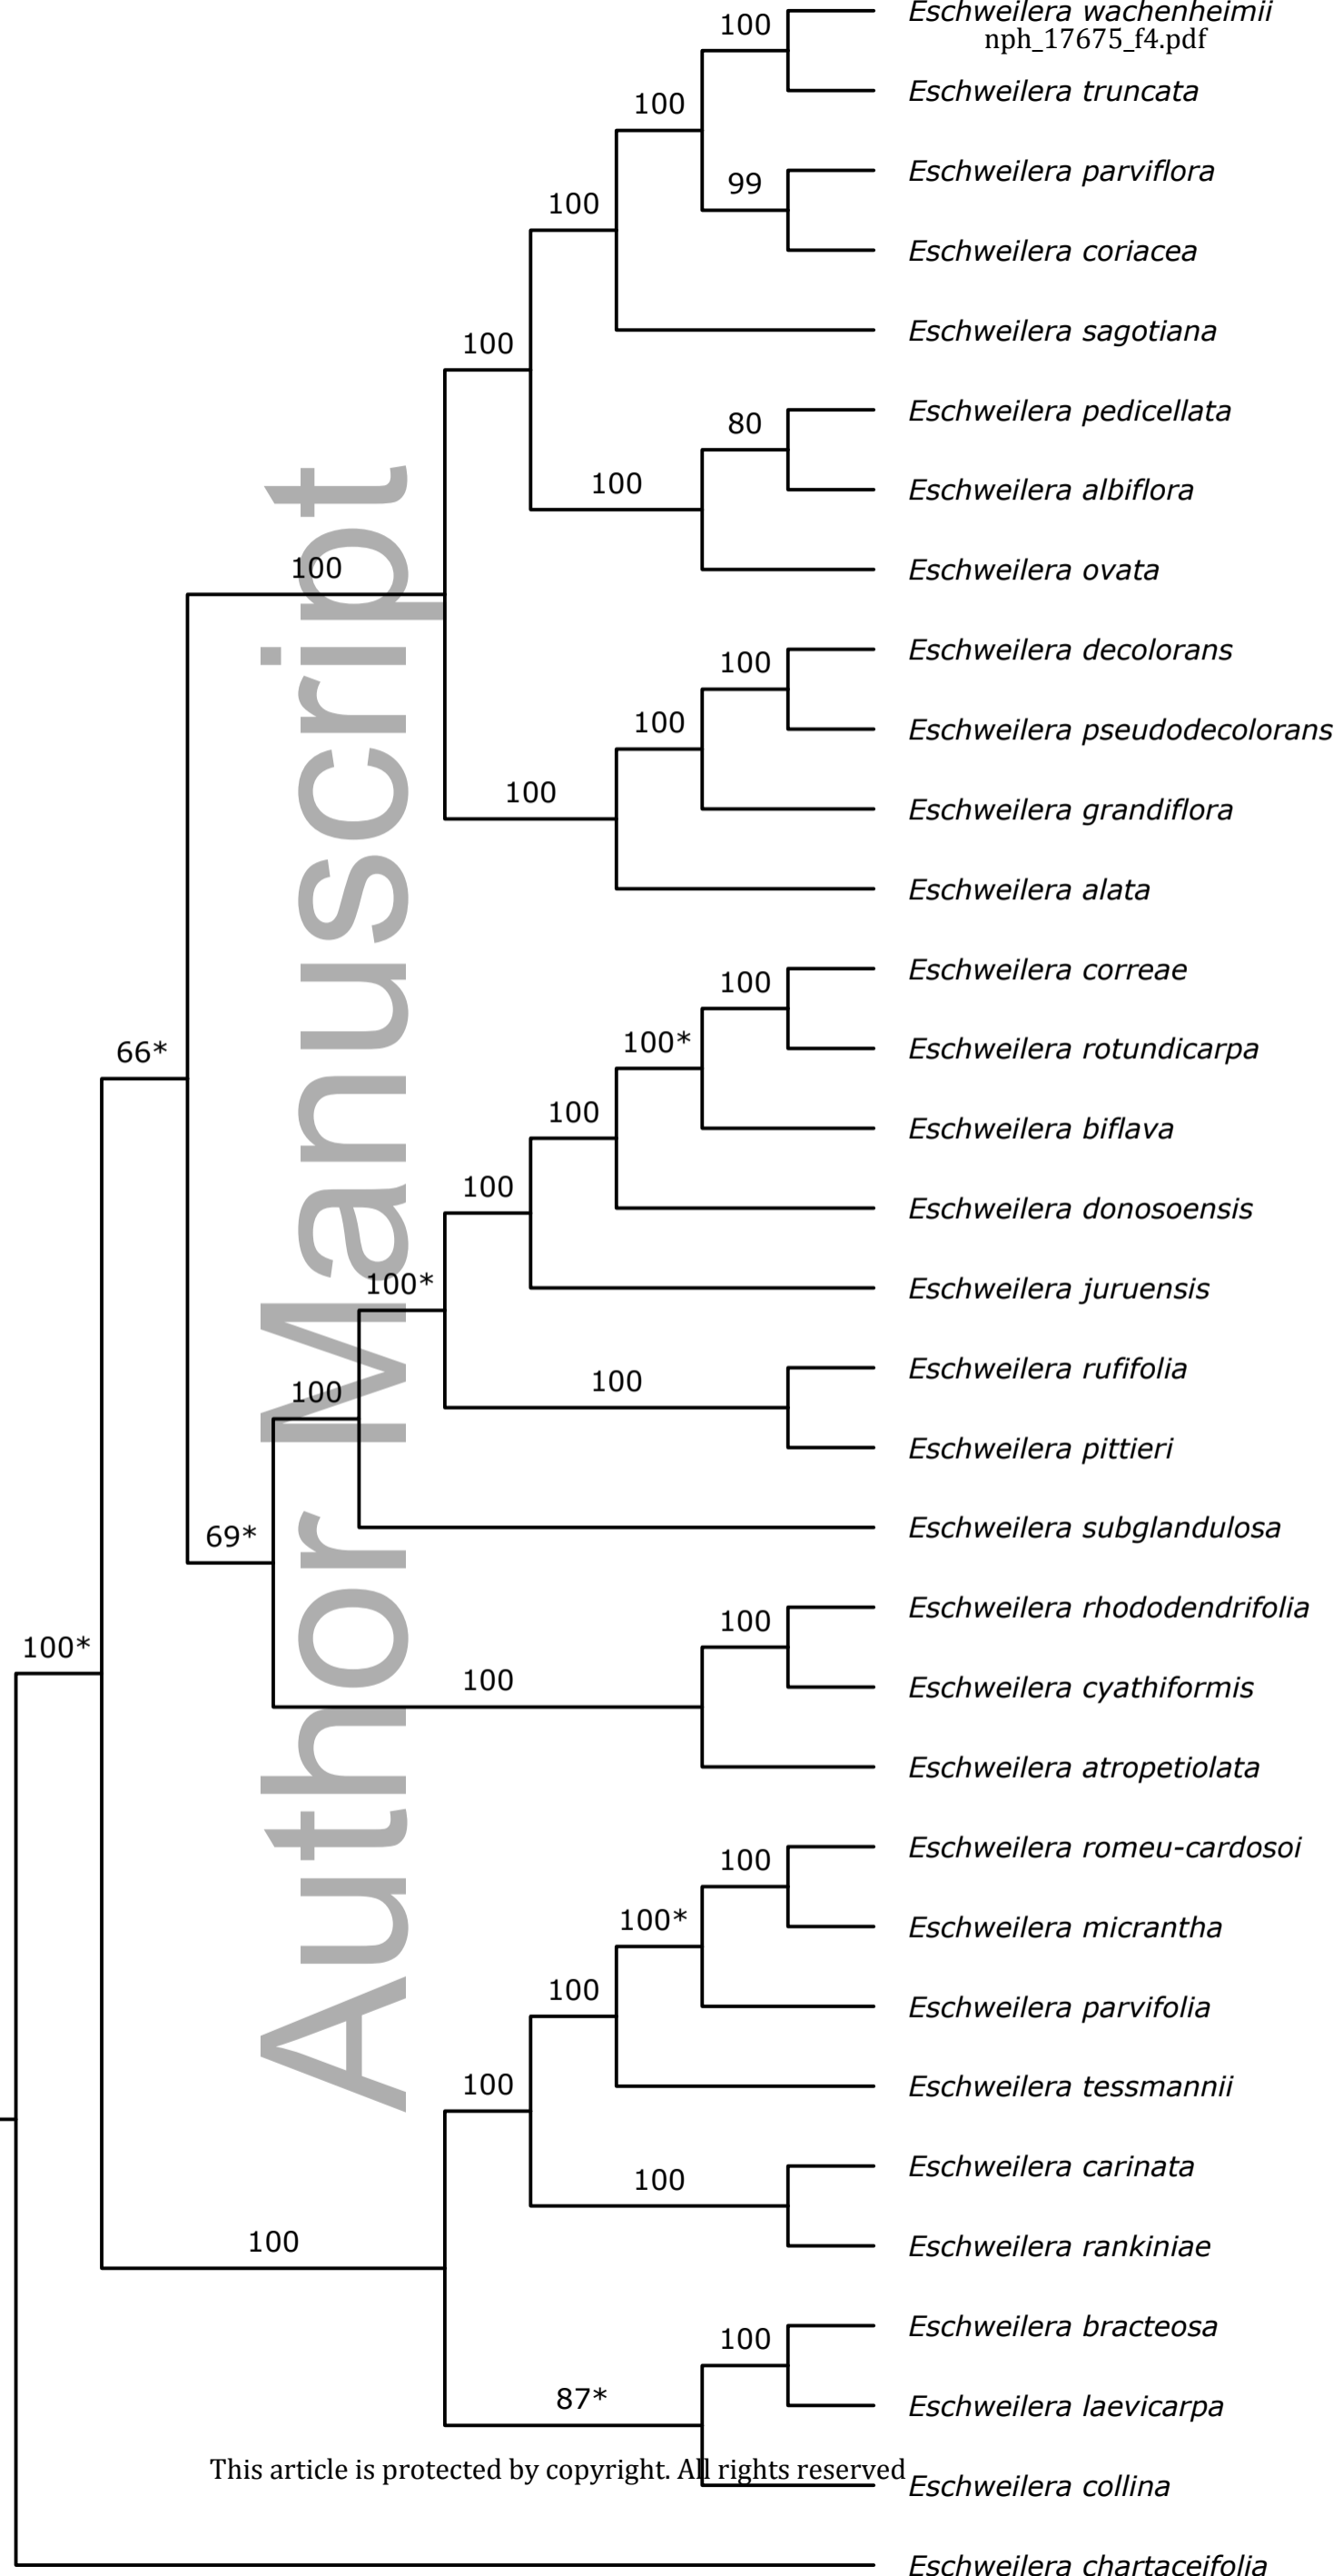 Eschweilera wachenheimii
100
nph_17675_f4.pdf
Eschweilera truncata
100
Eschweilera parviflora
99
100
Eschweilera coriacea
Eschweilera sagotiana
100
Eschweilera pedicellata
80
100
Eschweilera albiflora
100
Eschweilera ovata
Eschweilera decolorans
100
100
Eschweilera pseudodecolorans
100
Eschweilera grandiflora
Eschweilera alata
Eschweilera correae
100
100*
66*
Eschweilera rotundicarpa
100
Eschweilera biflava
100
Eschweilera donosoensis
100*
Eschweilera juruensis
100
100
Eschweilera rufifolia
Eschweilera pittieri
69*
Eschweilera subglandulosa
Eschweilera rhododendrifolia
100
100*
100
Eschweilera cyathiformis
Eschweilera atropetiolata
Eschweilera romeu-cardosoi
100
100*
Eschweilera micrantha
100
Eschweilera parvifolia
100
Eschweilera tessmannii
100
Eschweilera carinata
100
Eschweilera rankiniae
Eschweilera bracteosa
100
87*
Eschweilera laevicarpa
This article is protected by copyright. All rights reserved
Eschweilera collina
Eschweilera chartaceifolia
Author Manuscript